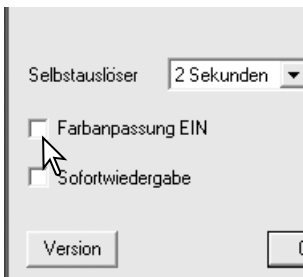 Selbstauslöser 2 Sekunden
Farbanpassung EIN
Sofortwiedergabe
Version